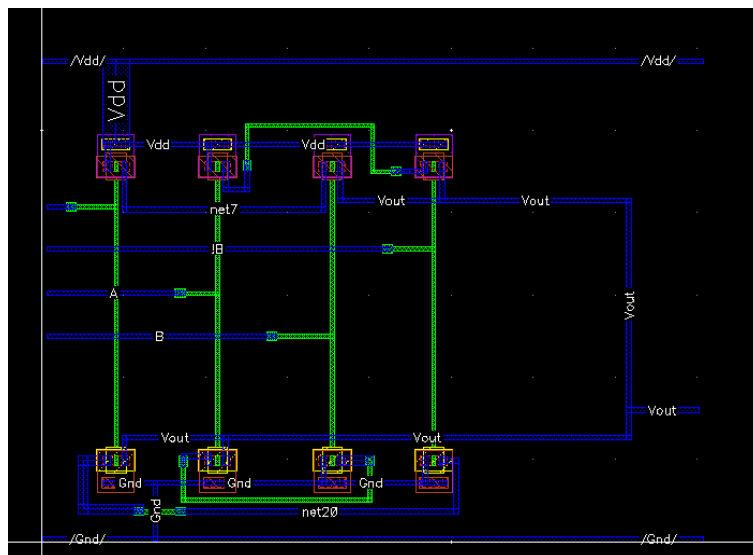 /Vdd/ /Vdd/
Vdd
Vdd Vdd
Vout Vout
net7
!B
A
Vout
B
Vout
Vout Vout
Gnd Gnd Gnd
Gnd
net20
/Gnd/ /Gnd/